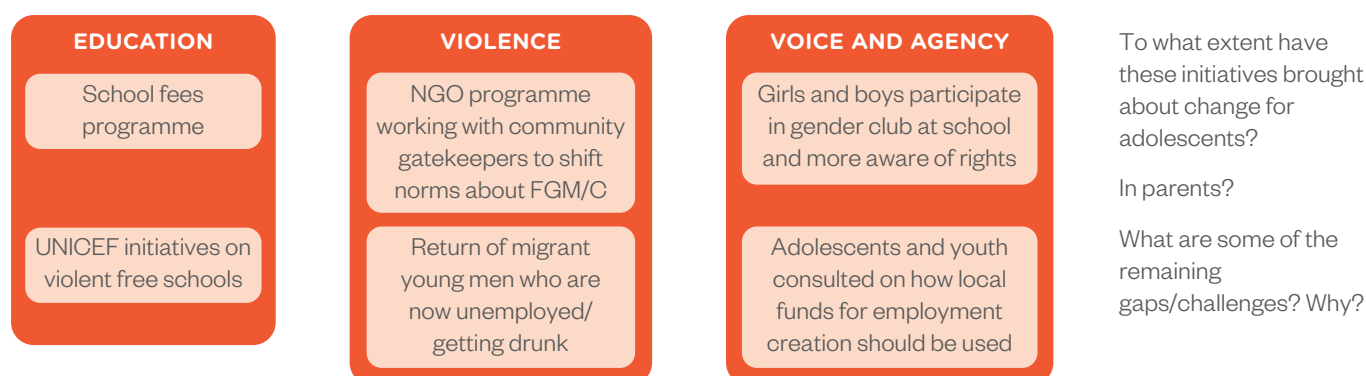 EDUCATION
School fees
programme
UNICEF initiatives on
violent free schools
VIOLENCE
NGO programme
working with community
gatekeepers to shift
norms about FGM/C
Return of migrant
young men who are
now unemployed/
getting drunk
VOICE AND AGENCY
Girls and boys participate
in gender club at school
and more aware of rights
Adolescents and youth
consulted on how local
funds for employment
creation should be used
To what extent have
these initiatives brought
about change for
adolescents?
In parents?
What are some of the
remaining
gaps/challenges? Why?